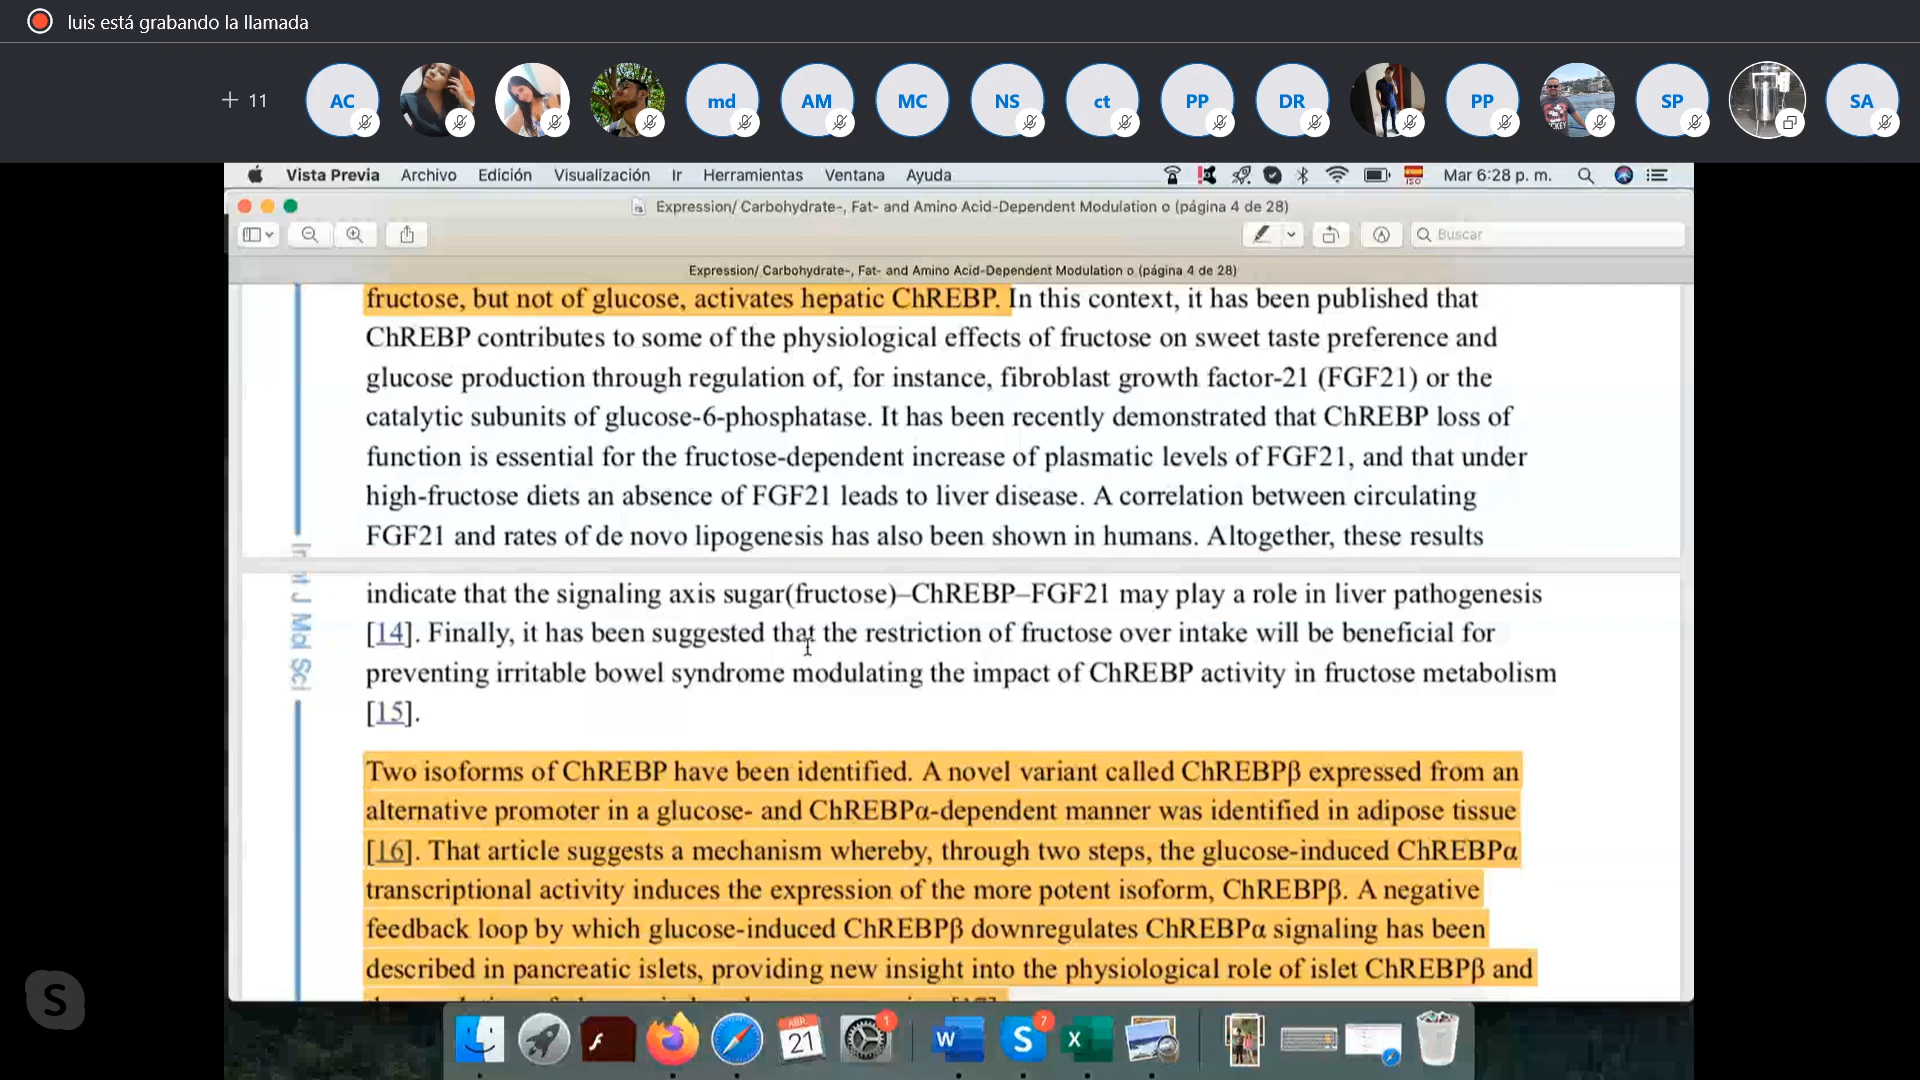 luis está grabando la llamada
+ 11
AC
md
AM
MC
NS
ct
PP
DR
PP
SP
SA
Vista Previa Archivo Edición Visualización Ir Herramientas Ventana Ayuda
ISO
Mar 6:28 p. m.
Expression/ Carbohydrate-, Fat- and Amino Acid-Dependent Modulation o (página 4 de 28)
Buscar
Expression/ Carbohydrate-, Fat- and Amino Acid-Dependent Modulation o (página 4 de 28)
fructose, but not of glucose, activates hepatic ChREBP. In this context, it has been published that
ChREBP contributes to some of the physiological effects of fructose on sweet taste preference and
glucose production through regulation of, for instance, fibroblast growth factor-21 (FGF21) or the
catalytic subunits of glucose-6-phosphatase. It has been recently demonstrated that ChREBP loss of
function is essential for the fructose-dependent increase of plasmatic levels of FGF21, and that under
high-fructose diets an absence of FGF21 leads to liver disease. A correlation between circulating
FGF21 and rates of de novo lipogenesis has also been shown in humans. Altogether, these results
indicate that the signaling axis sugar(fructose)–ChREBP–FGF21 may play a role in liver pathogenesis
[14]. Finally, it has been suggested that the restriction of fructose over intake will be beneficial for
preventing irritable bowel syndrome modulating the impact of ChREBP activity in fructose metabolism
[15].
J Mol Sci
Two isoforms of ChREBP have been identified. A novel variant called ChREBPβ expressed from an
alternative promoter in a glucose- and ChREBPα-dependent manner was identified in adipose tissue
[16]. That article suggests a mechanism whereby, through two steps, the glucose-induced ChREBPα
transcriptional activity induces the expression of the more potent isoform, ChREBPβ. A negative
feedback loop by which glucose-induced ChREBPβ downregulates ChREBPα signaling has been
described in pancreatic islets, providing new insight into the physiological role of islet ChREBPβ and
S
ABR
21
1
W
S
7
X